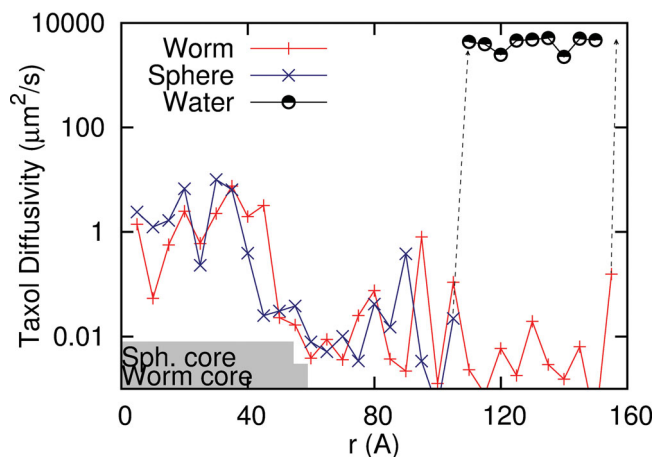 10000
100
1
0.01
Taxol Diffusivity (μm²/s)
Worm
Sphere
Water
Sph. core
Worm core
0 40 80 120 160
r (A)